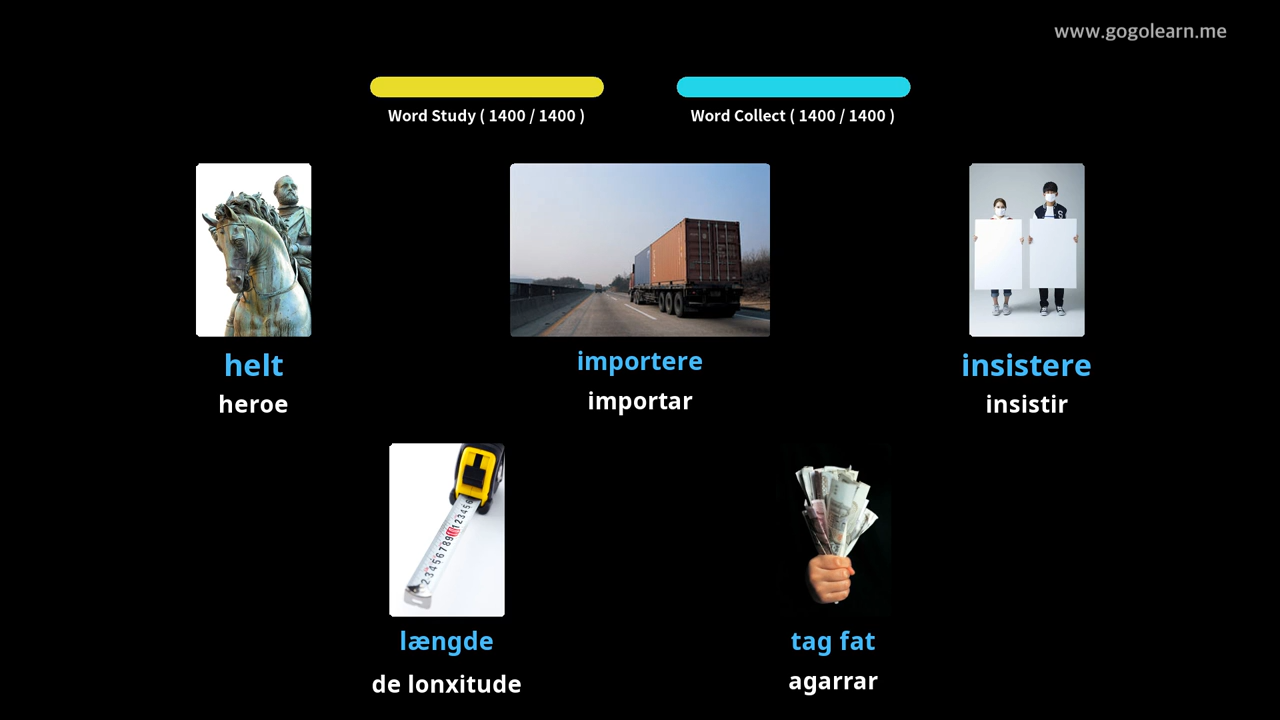 www.gogolearn.me
Word Study ( 1400 / 1400 )
Word Collect ( 1400 / 1400 )
helt
heroe
importere
importar
insistere
insistir
længde
de lonxitude
tag fat
agarrar